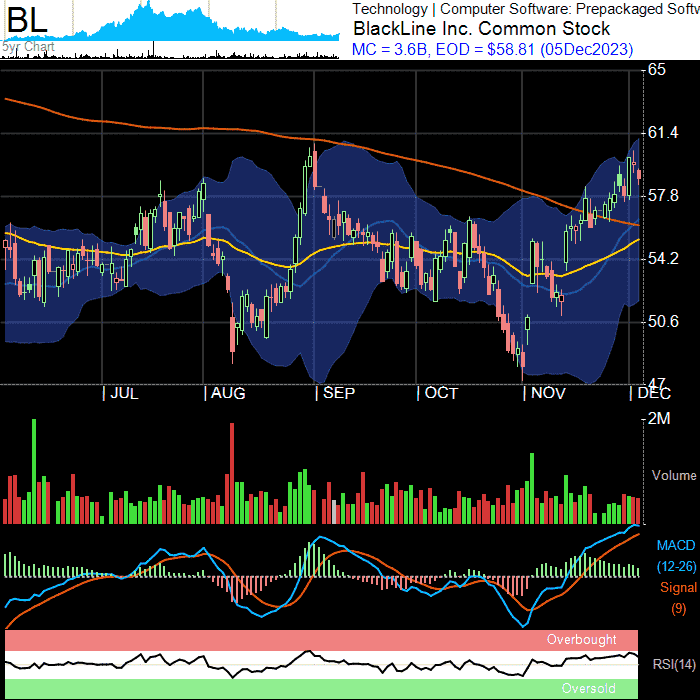 BL
5yr Chart
Technology | Computer Software: Prepackaged Softw
BlackLine Inc. Common Stock
MC = 3.6B, EOD = $58.81 (05Dec2023)
65
61.4
57.8
54.2
50.6
47
| JUL | AUG | SEP | OCT | NOV | DEC
2M
Volume
MACD
(12-26)
Signal
(9)
Overbought
RSI(14)
Oversold